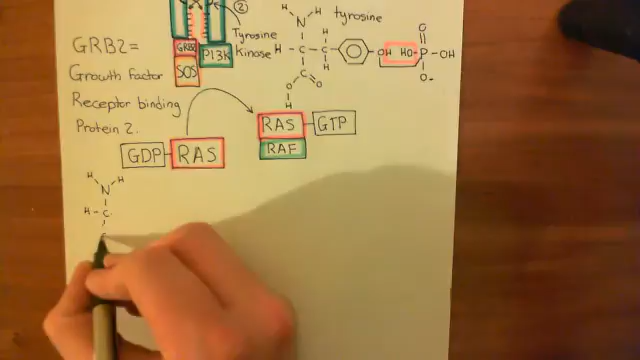 ②
Tyrosine
Kinase
GRB2
PI3K
SOS
GRB2 =
Growth factor
Receptor binding
Protein 2.
tyrosine
H H
N
H
H - C - C - OH HO - P - OH
H
O
O-
C
O O
H
RAS GTP
RAF
GDP RAS
H H
N
H - C